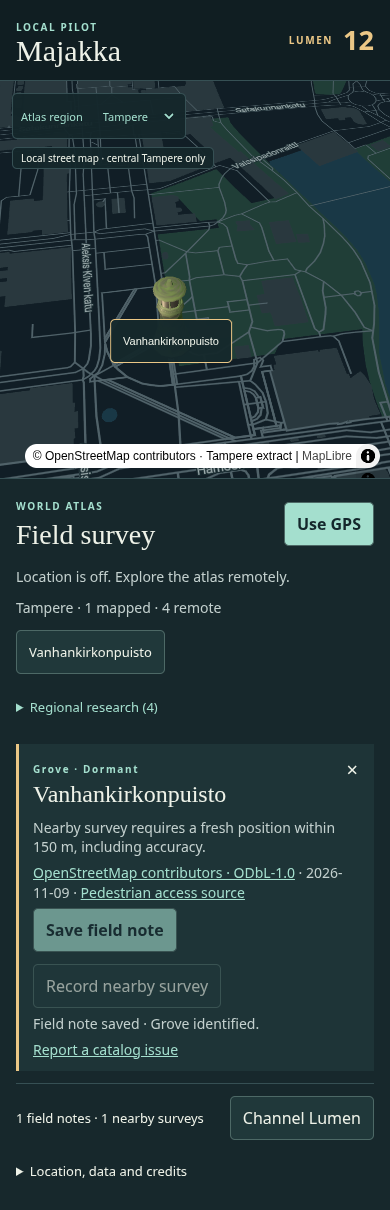 LOCAL PILOT
Majakka
LUMEN 12
Satakunnankatu
Atlas region Tampere
Local street map · central Tampere only
Aleksis Kiven katu
Vanhankirkonpuisto
© OpenStreetMap contributors · Tampere extract | MapLibre
WORLD ATLAS
Field survey
Use GPS
Location is off. Explore the atlas remotely.
Tampere · 1 mapped · 4 remote
Vanhankirkonpuisto
Regional research (4)
Grove · Dormant
Vanhankirkonpuisto
Nearby survey requires a fresh position within
150 m, including accuracy.
OpenStreetMap contributors · ODbL-1.0 · 2026-
11-09 · Pedestrian access source
Save field note
Record nearby survey
Field note saved · Grove identified.
Report a catalog issue
1 field notes · 1 nearby surveys
Channel Lumen
Location, data and credits